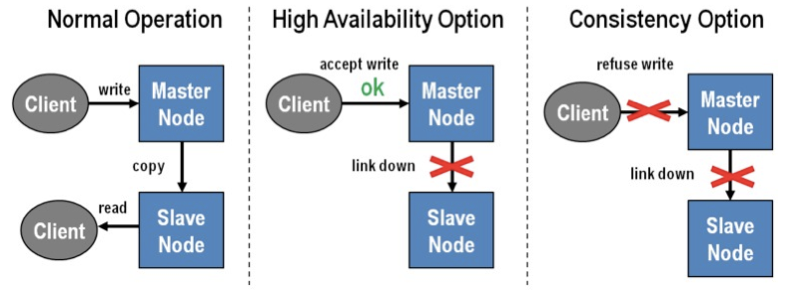 Normal Operation
Client
write
Master
Node
copy
Client
read
Slave
Node
High Availability Option
accept write
ok
Client
Master
Node
link down
Slave
Node
Consistency Option
refuse write
Client
Master
Node
link down
Slave
Node